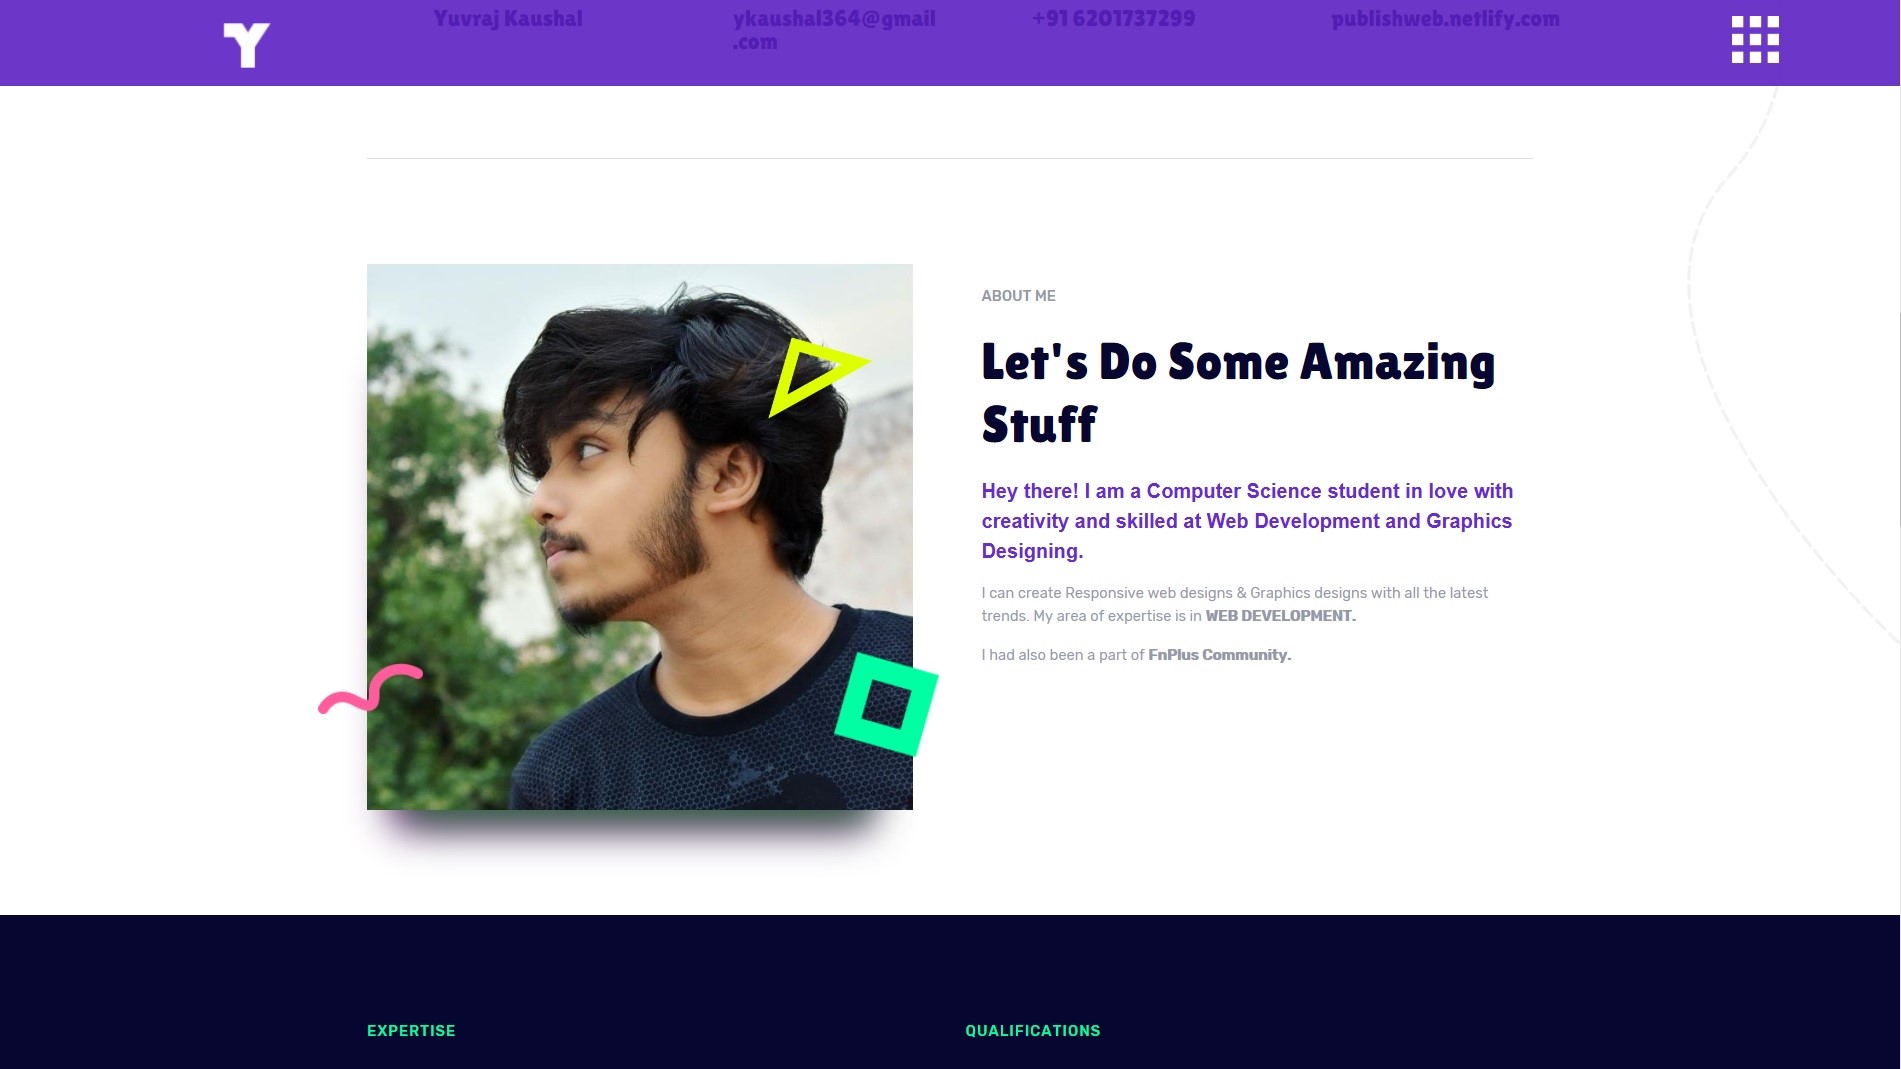 Y
Yuvraj Kaushal
ykaushal364@gmail
.com
+91 6201737299
publishweb.netlify.com
ABOUT ME
Let's Do Some Amazing
Stuff
Hey there! I am a Computer Science student in love with
creativity and skilled at Web Development and Graphics
Designing.
I can create Responsive web designs & Graphics designs with all the latest
trends. My area of expertise is in WEB DEVELOPMENT.
I had also been a part of FnPlus Community.
EXPERTISE
QUALIFICATIONS